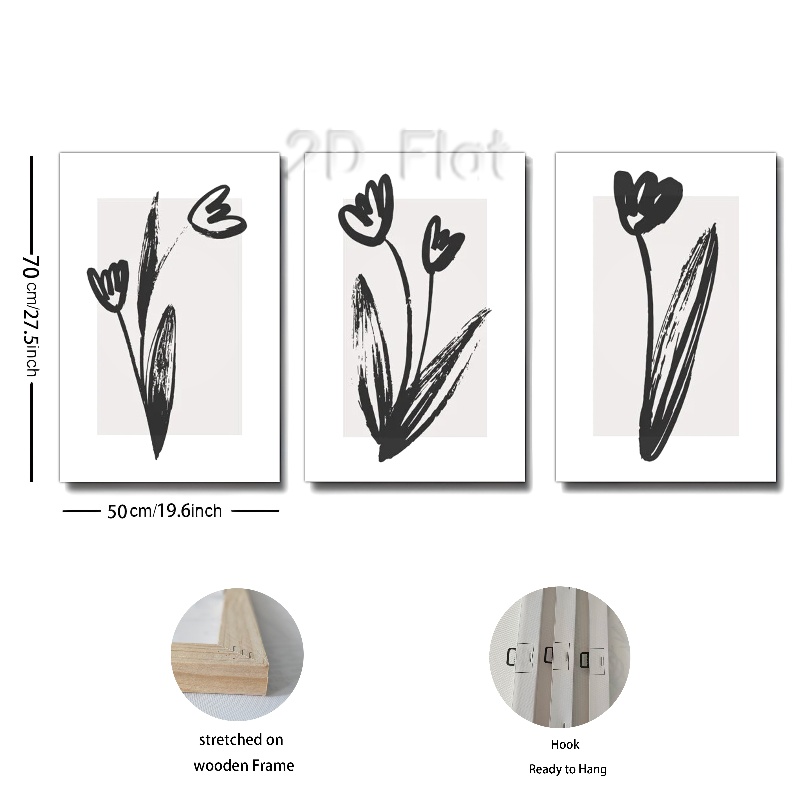 2D Flat
70 cm/27.5inch
50cm/19.6inch
stretched on
wooden Frame
Hook
Ready to Hang